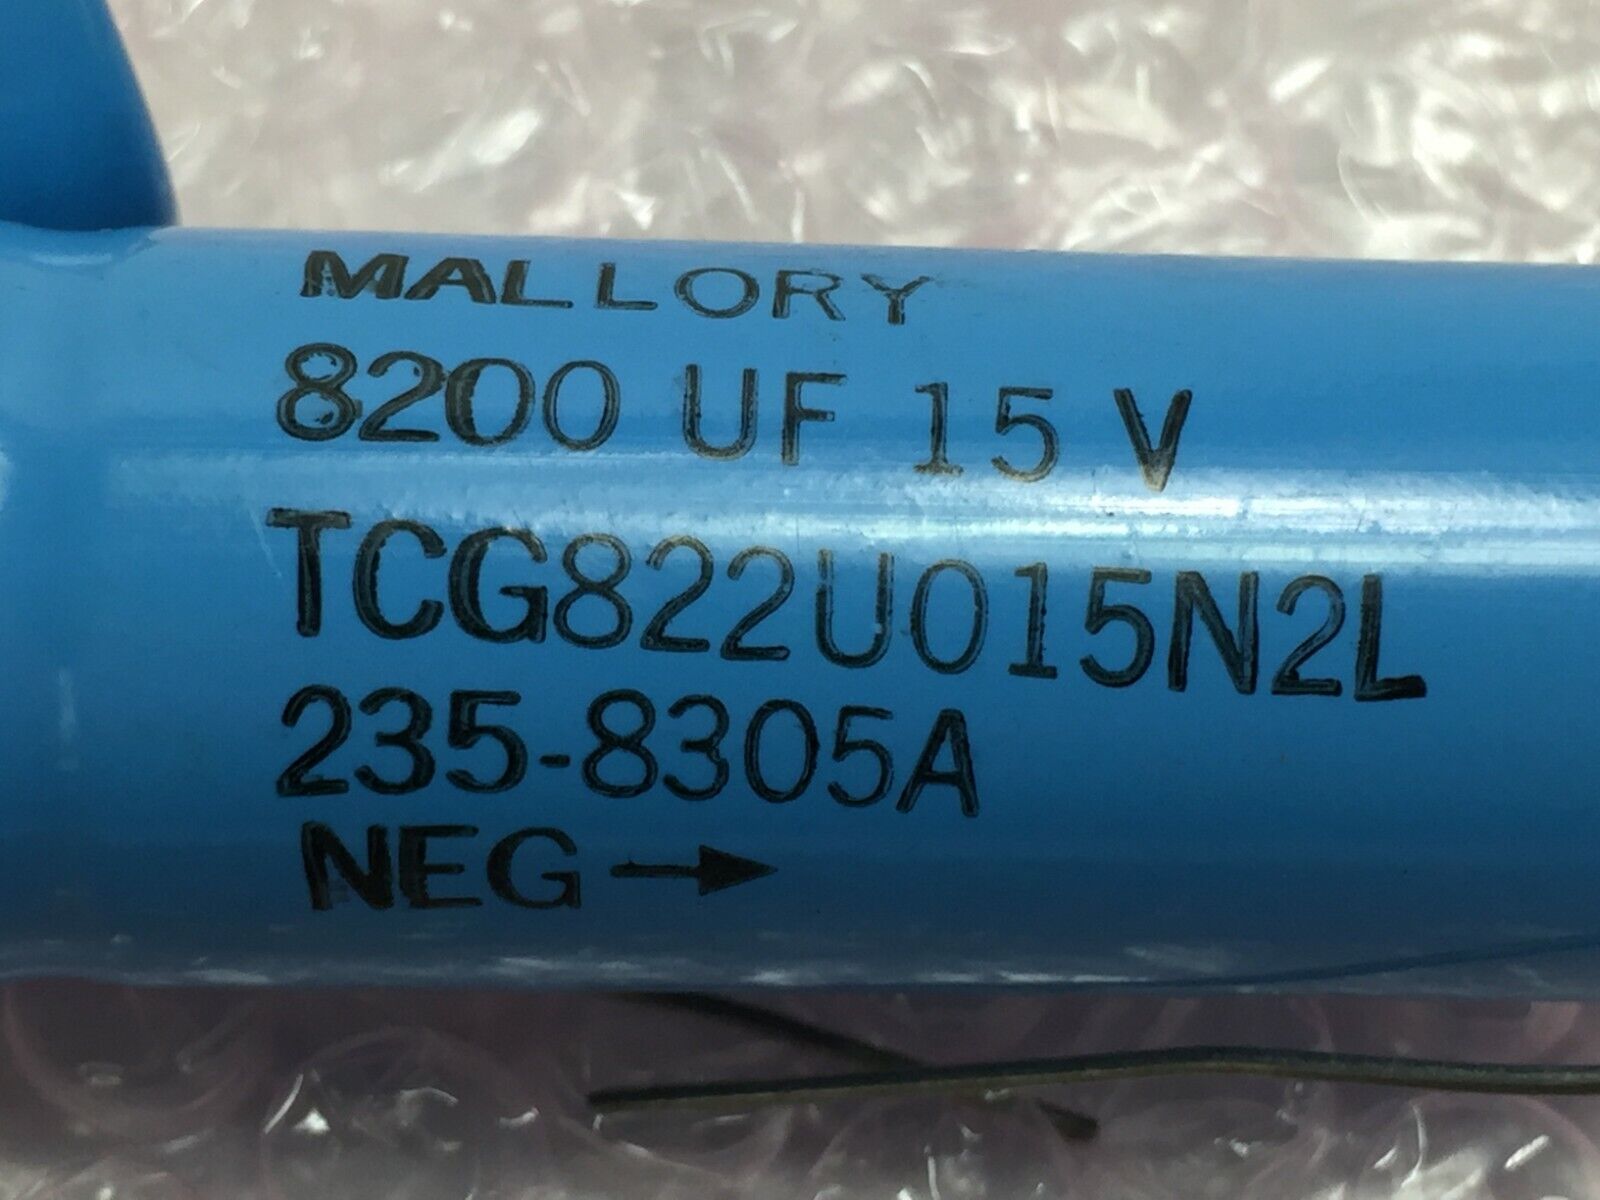 MALLORY
8200 UF 15 V
TCG822U015N2L
235-8305A
NEG →